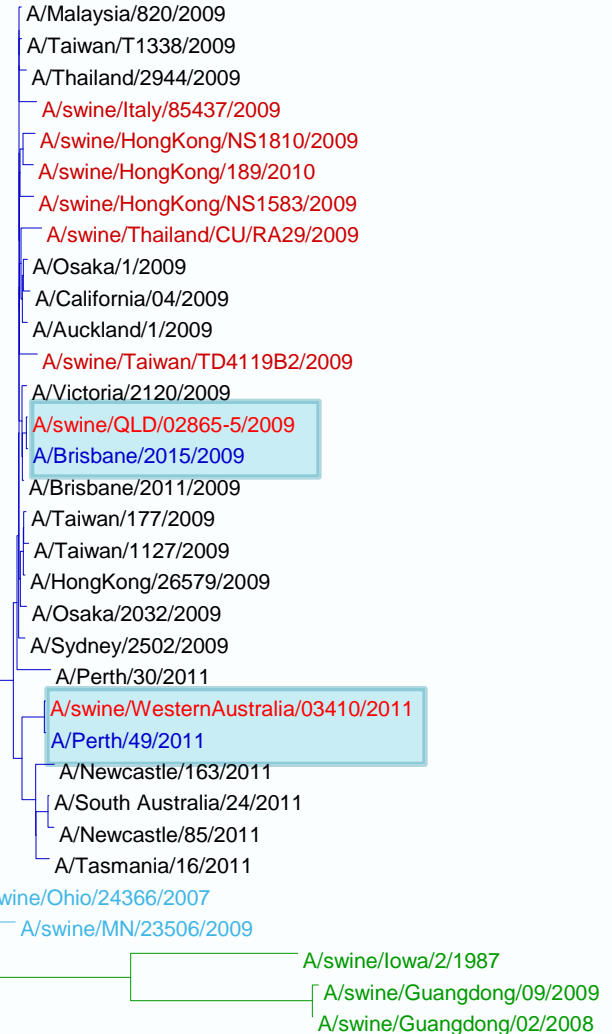 A/Malaysia/820/2009
A/Taiwan/T1338/2009
A/Thailand/2944/2009
A/swine/Italy/85437/2009
A/swine/HongKong/NS1810/2009
A/swine/HongKong/189/2010
A/swine/HongKong/NS1583/2009
A/swine/Thailand/CU/RA29/2009
A/Osaka/1/2009
A/California/04/2009
A/Auckland/1/2009
A/swine/Taiwan/TD4119B2/2009
A/Victoria/2120/2009
A/swine/QLD/02865-5/2009
A/Brisbane/2015/2009
A/Brisbane/2011/2009
A/Taiwan/177/2009
A/Taiwan/1127/2009
A/HongKong/26579/2009
A/Osaka/2032/2009
A/Sydney/2502/2009
A/Perth/30/2011
A/swine/WesternAustralia/03410/2011
A/Perth/49/2011
A/Newcastle/163/2011
A/South Australia/24/2011
A/Newcastle/85/2011
A/Tasmania/16/2011
wine/Ohio/24366/2007
A/swine/MN/23506/2009
A/swine/Iowa/2/1987
A/swine/Guangdong/09/2009
A/swine/Guangdong/02/2008